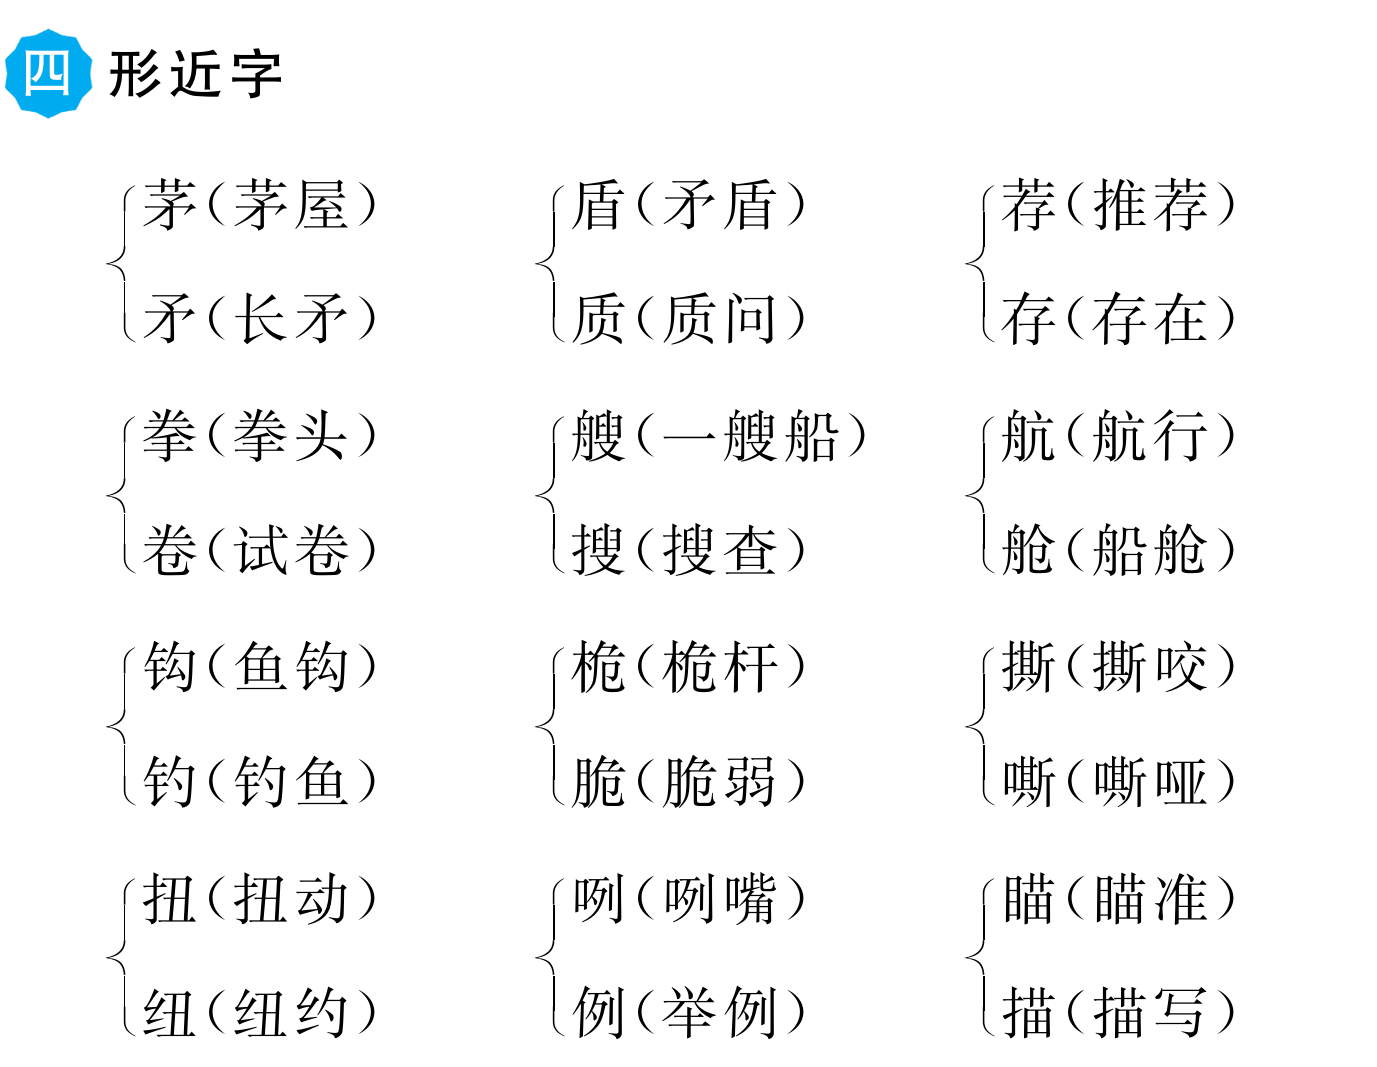 四 形近字
茅(茅屋) 盾(矛盾) 荐(推荐)
矛(长矛) 质(质问) 存(存在)
拳(拳头) 艘(一艘船) 航(航行)
卷(试卷) 搜(搜查) 舱(船舱)
钩(鱼钩) 桅(桅杆) 撕(撕咬)
钓(钓鱼) 脆(脆弱) 嘶(嘶哑)
扭(扭动) 咧(咧嘴) 瞄(瞄准)
纽(纽约) 例(举例) 描(描写)